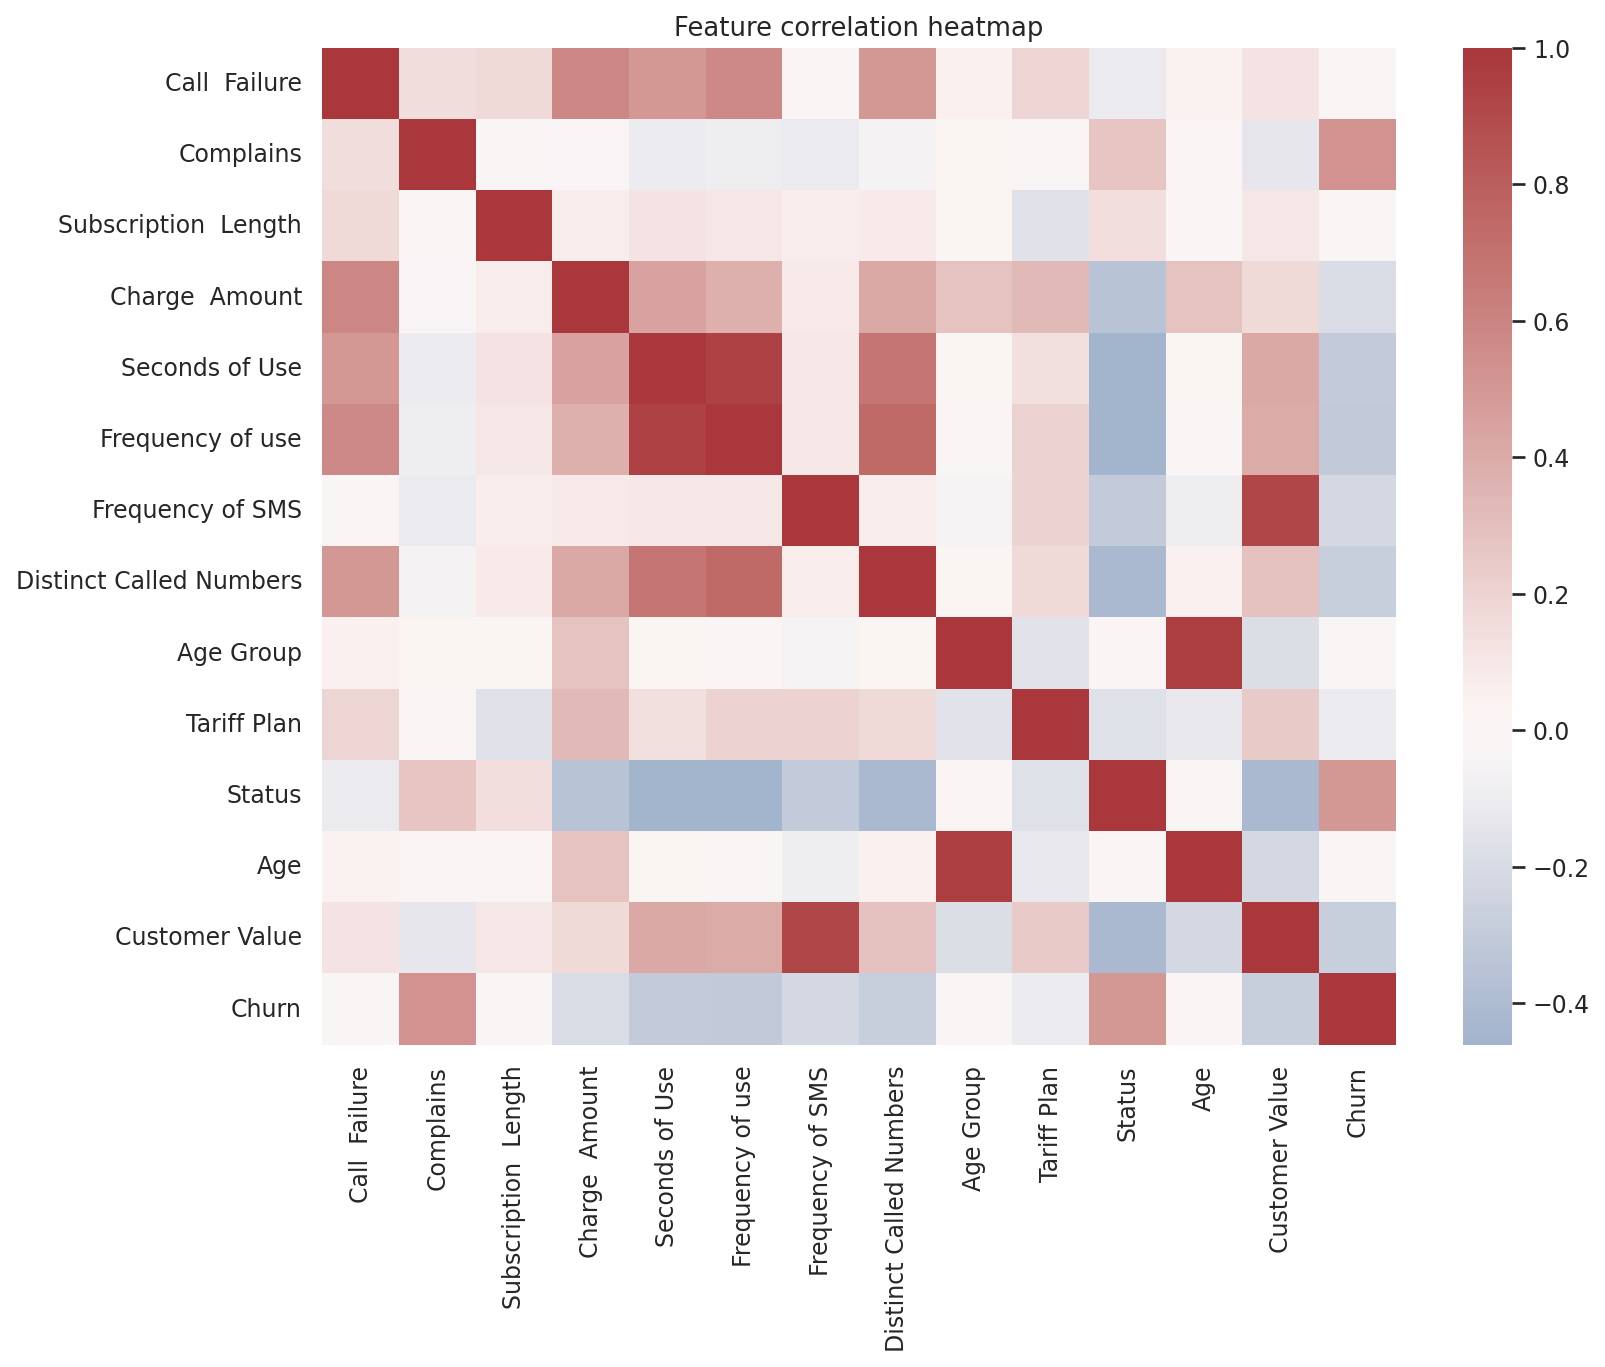 Feature correlation heatmap
Call  Failure
Complains
Subscription  Length
Charge  Amount
Seconds of Use
Frequency of use
Frequency of SMS
Distinct Called Numbers
Age Group
Tariff Plan
Status
Age
Customer Value
Churn
Call  Failure
Complains
Subscription  Length
Charge  Amount
Seconds of Use
Frequency of use
Frequency of SMS
Distinct Called Numbers
Age Group
Tariff Plan
Status
Age
Customer Value
Churn
1.0
0.8
0.6
0.4
0.2
0.0
−0.2
−0.4